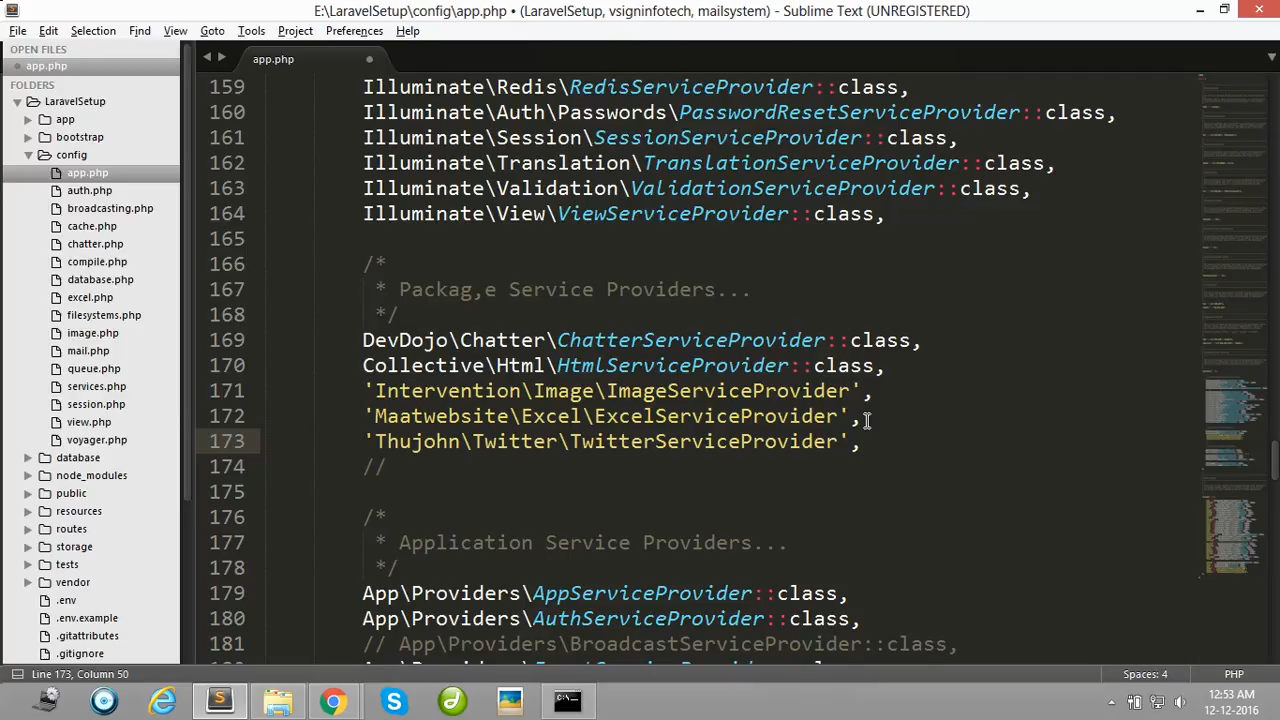 E:\LaravelSetup\config\app.php • (LaravelSetup, vsigninfotech, mailsystem) - Sublime Text (UNREGISTERED)
File Edit Selection Find View Goto Tools Project Preferences Help
OPEN FILES
app.php
FOLDERS
LaravelSetup
app
bootstrap
config
app.php
auth.php
broadcasting.php
cache.php
chatter.php
compile.php
database.php
excel.php
filesystems.php
image.php
mail.php
queue.php
services.php
session.php
view.php
voyager.php
database
node_modules
public
resources
routes
storage
tests
vendor
.env
.env.example
.gitattributes
.gitignore
app.php
159 Illuminate\Redis\RedisServiceProvider::class,
160 Illuminate\Auth\Passwords\PasswordResetServiceProvider::class,
161 Illuminate\Session\SessionServiceProvider::class,
162 Illuminate\Translation\TranslationServiceProvider::class,
163 Illuminate\Validation\ValidationServiceProvider::class,
164 Illuminate\View\ViewServiceProvider::class,
165
166 /*
167 * Packag,e Service Providers...
168 */
169 DevDojo\Chatter\ChatterServiceProvider::class,
170 Collective\Html\HtmlServiceProvider::class,
171 'Intervention\Image\ImageServiceProvider',
172 'Maatwebsite\Excel\ExcelServiceProvider',
173 'Thujohn\Twitter\TwitterServiceProvider',
174 //
175
176 /*
177 * Application Service Providers...
178 */
179 App\Providers\AppServiceProvider::class,
180 App\Providers\AuthServiceProvider::class,
181 // App\Providers\BroadcastServiceProvider::class,
Line 173, Column 50
Spaces: 4
PHP
12:53 AM
12-12-2016